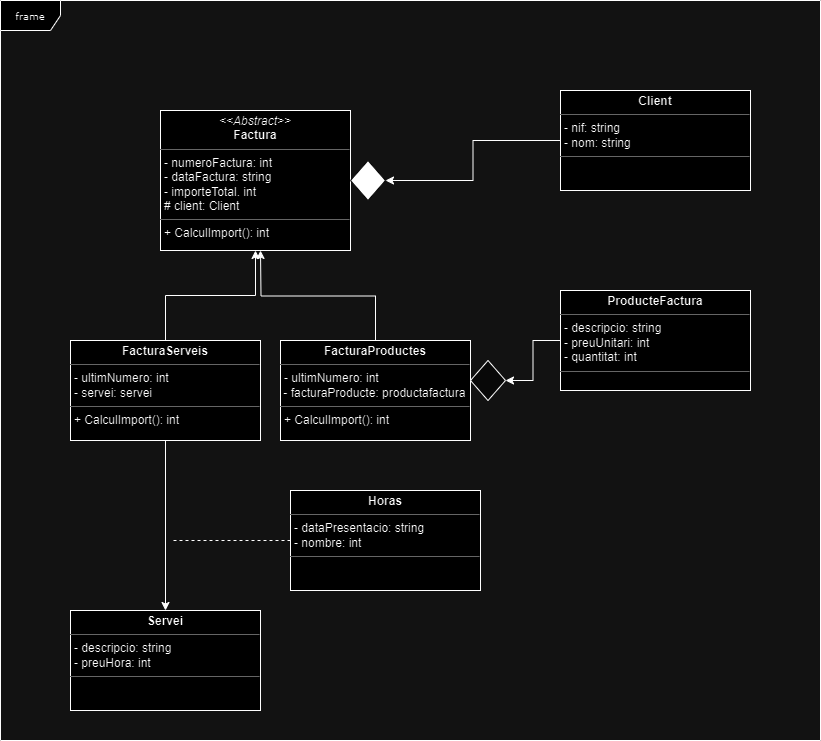 frame
<<Abstract>>
Factura
- numeroFactura: int
- dataFactura: string
- importeTotal. int
# client: Client
+ CalculImport(): int
Client
- nif: string
- nom: string
FacturaServeis
- ultimNumero: int
- servei: servei
+ CalculImport(): int
FacturaProductes
- ultimNumero: int
- facturaProducte: productafactura
+ CalculImport(): int
ProducteFactura
- descripcio: string
- preuUnitari: int
- quantitat: int
Horas
- dataPresentacio: string
- nombre: int
Servei
- descripcio: string
- preuHora: int